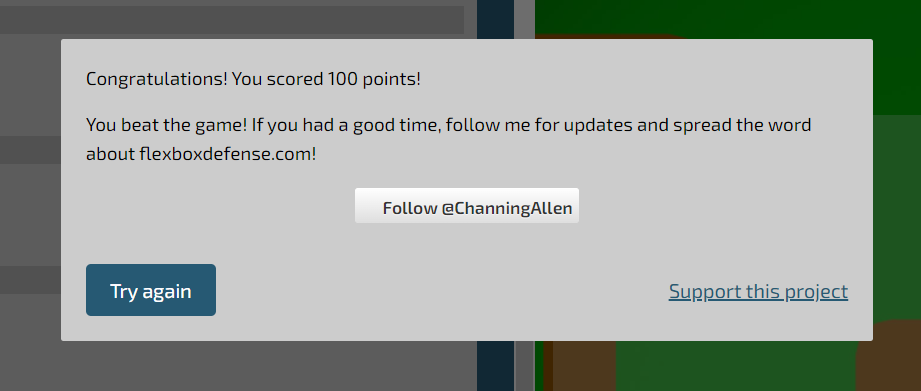 Congratulations! You scored 100 points!
You beat the game! If you had a good time, follow me for updates and spread the word
about flexboxdefense.com!
Follow @ChanningAllen
Try again
Support this project